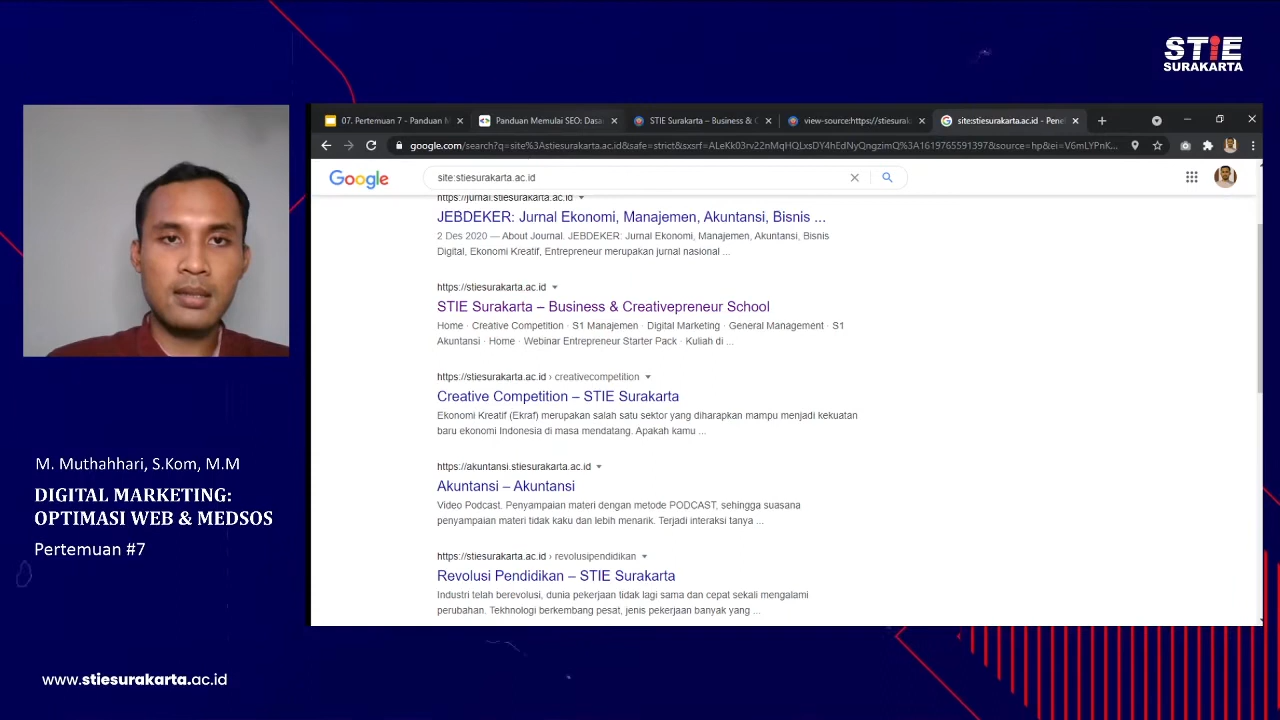 STIE
SURAKARTA
07. Pertemuan 7 - Panduan M
Panduan Memulai SEO: Dasar
STIE Surakarta – Business & C
view-source:https://stiesurak
site:stiesurakarta.ac.id - Pene
google.com/search?q=site%3Astiesurakarta.ac.id&safe=strict&sxsrf=ALeKk03rv22nMqHQLxsDY4hEdNyQngzimQ%3A1619765591397&source=hp&ei=V6mLYPnK...
Google
site:stiesurakarta.ac.id
https://jurnal.stiesurakarta.ac.id
JEBDEKER: Jurnal Ekonomi, Manajemen, Akuntansi, Bisnis ...
2 Des 2020 — About Journal. JEBDEKER: Jurnal Ekonomi, Manajemen, Akuntansi, Bisnis
Digital, Ekonomi Kreatif, Entrepreneur merupakan jurnal nasional ...
https://stiesurakarta.ac.id
STIE Surakarta – Business & Creativepreneur School
Home · Creative Competition · S1 Manajemen · Digital Marketing · General Management · S1
Akuntansi · Home · Webinar Entrepreneur Starter Pack · Kuliah di ...
https://stiesurakarta.ac.id › creativecompetition
Creative Competition – STIE Surakarta
Ekonomi Kreatif (Ekraf) merupakan salah satu sektor yang diharapkan mampu menjadi kekuatan
baru ekonomi Indonesia di masa mendatang. Apakah kamu ...
https://akuntansi.stiesurakarta.ac.id
Akuntansi – Akuntansi
Video Podcast. Penyampaian materi dengan metode PODCAST, sehingga suasana
penyampaian materi tidak kaku dan lebih menarik. Terjadi interaksi tanya ...
https://stiesurakarta.ac.id › revolusipendidikan
Revolusi Pendidikan – STIE Surakarta
Industri telah berevolusi, dunia pekerjaan tidak lagi sama dan cepat sekali mengalami
perubahan. Tekhnologi berkembang pesat, jenis pekerjaan banyak yang ...
M. Muthahhari, S.Kom, M.M
DIGITAL MARKETING:
OPTIMASI WEB & MEDSOS
Pertemuan #7
www.stiesurakarta.ac.id